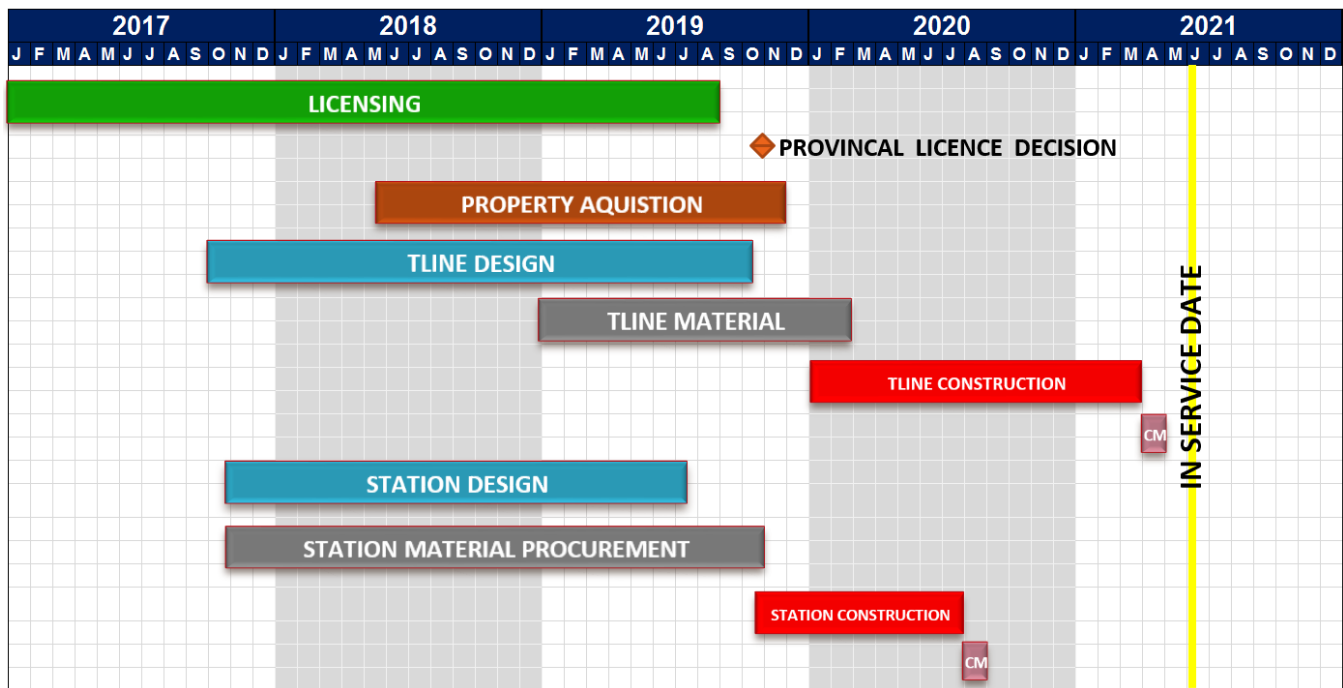 2017 2018 2019 2020 2021
J F M A M J J A S O N D J F M A M J J A S O N D J F M A M J J A S O N D J F M A M J J A S O N D J F M A M J J A S O N D
LICENSING
PROVINCAL LICENCE DECISION
PROPERTY AQUISTION
TLINE DESIGN
TLINE MATERIAL
TLINE CONSTRUCTION
CM
IN SERVICE DATE
STATION DESIGN
STATION MATERIAL PROCUREMENT
STATION CONSTRUCTION
CM